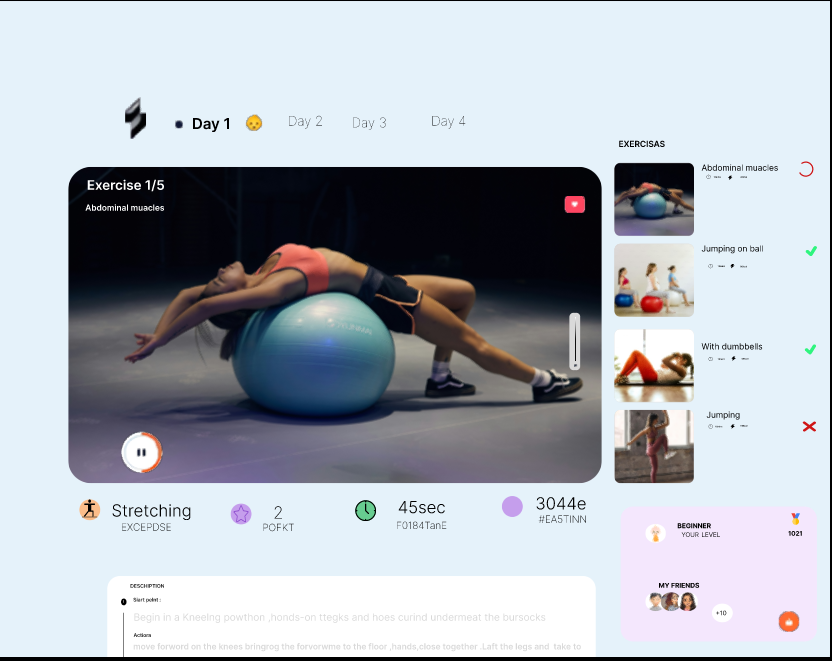 Day 1
Day 2
Day 3
Day 4
EXERCISAS
Exercise 1/5
Abdominal muacles
Abdominal muacles
Jumping on ball
With dumbbells
Jumping
Stretching
EXCEPDSE
2
POFKT
45sec
F0184TanE
3044e
#EA5TINN
BEGINNER
YOUR LEVEL
1021
MY FRIENDS
+10
DESCHIPTION
Start point :
Begin in a Kneeing powthon ,honds-on ttegks and hoes curind undermeat the bursocks
Actions
move forword on the knees bringrog the forvorwme to the floor ,hands,close together .Laft the legs and take to